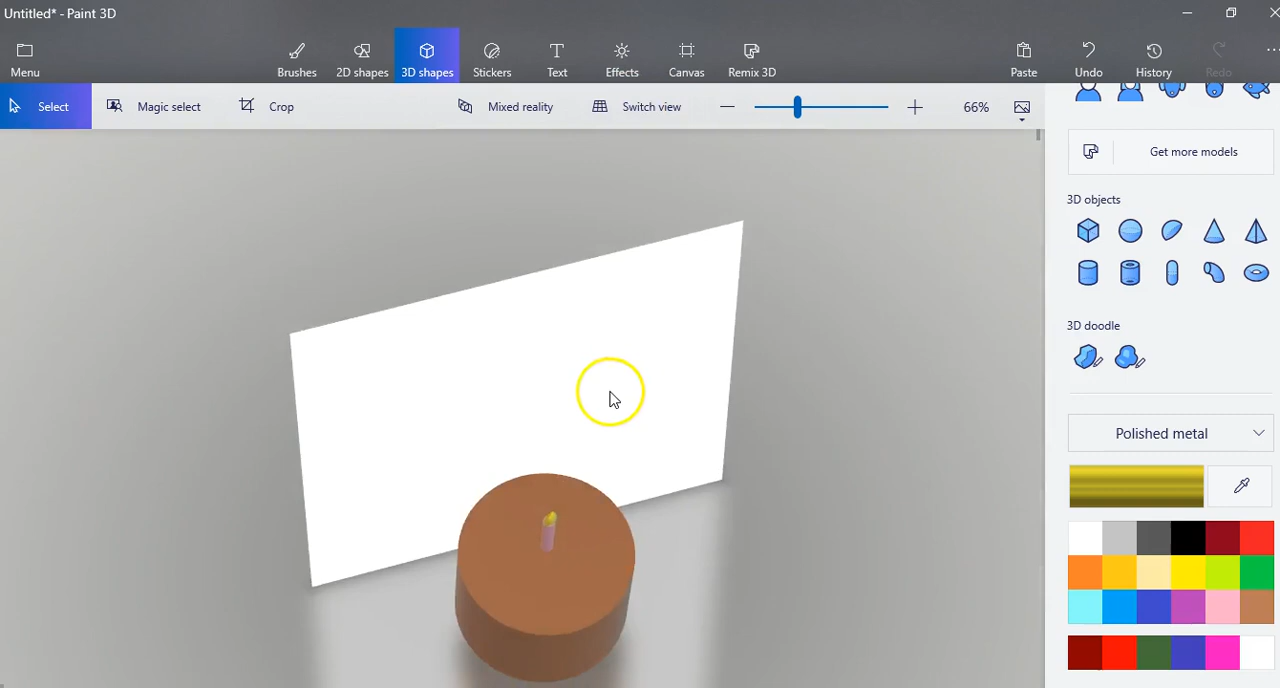 Untitled* - Paint 3D
Menu
Brushes
2D shapes
3D shapes
Stickers
Text
Effects
Canvas
Remix 3D
Paste
Undo
History
Redo
Select
Magic select
Crop
Mixed reality
Switch view
66%
Get more models
3D objects
3D doodle
Polished metal